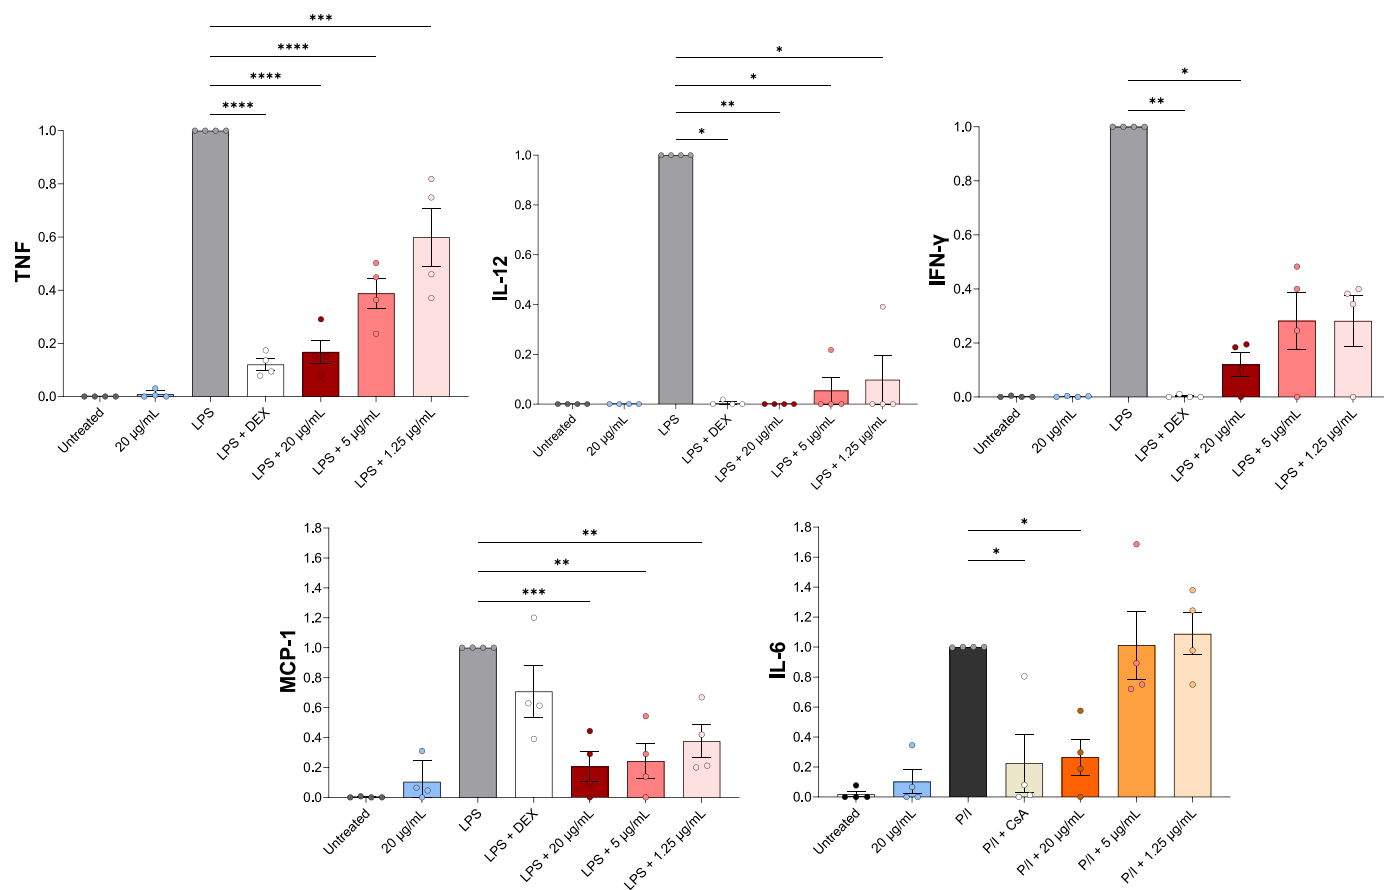 ***
****
****
****
TNF
1.0
0.8
0.6
0.4
0.2
0.0
Untreated
20 µg/mL
LPS
LPS + DEX
LPS + 20 µg/mL
LPS + 5 µg/mL
LPS + 1.25 µg/mL
*
*
**
*
IL-12
1.0
0.8
0.6
0.4
0.2
0.0
Untreated
20 µg/mL
LPS
LPS + DEX
LPS + 20 µg/mL
LPS + 5 µg/mL
LPS + 1.25 µg/mL
*
**
IFN-γ
1.0
0.8
0.6
0.4
0.2
0.0
Untreated
20 µg/mL
LPS
LPS + DEX
LPS + 20 µg/mL
LPS + 5 µg/mL
LPS + 1.25 µg/mL
**
**
***
MCP-1
1.8
1.6
1.4
1.2
1.0
0.8
0.6
0.4
0.2
0.0
Untreated
20 µg/mL
LPS
LPS + DEX
LPS + 20 µg/mL
LPS + 5 µg/mL
LPS + 1.25 µg/mL
*
*
IL-6
1.8
1.6
1.4
1.2
1.0
0.8
0.6
0.4
0.2
0.0
Untreated
20 µg/mL
P/I
P/I + CsA
P/I + 20 µg/mL
P/I + 5 µg/mL
P/I + 1.25 µg/mL